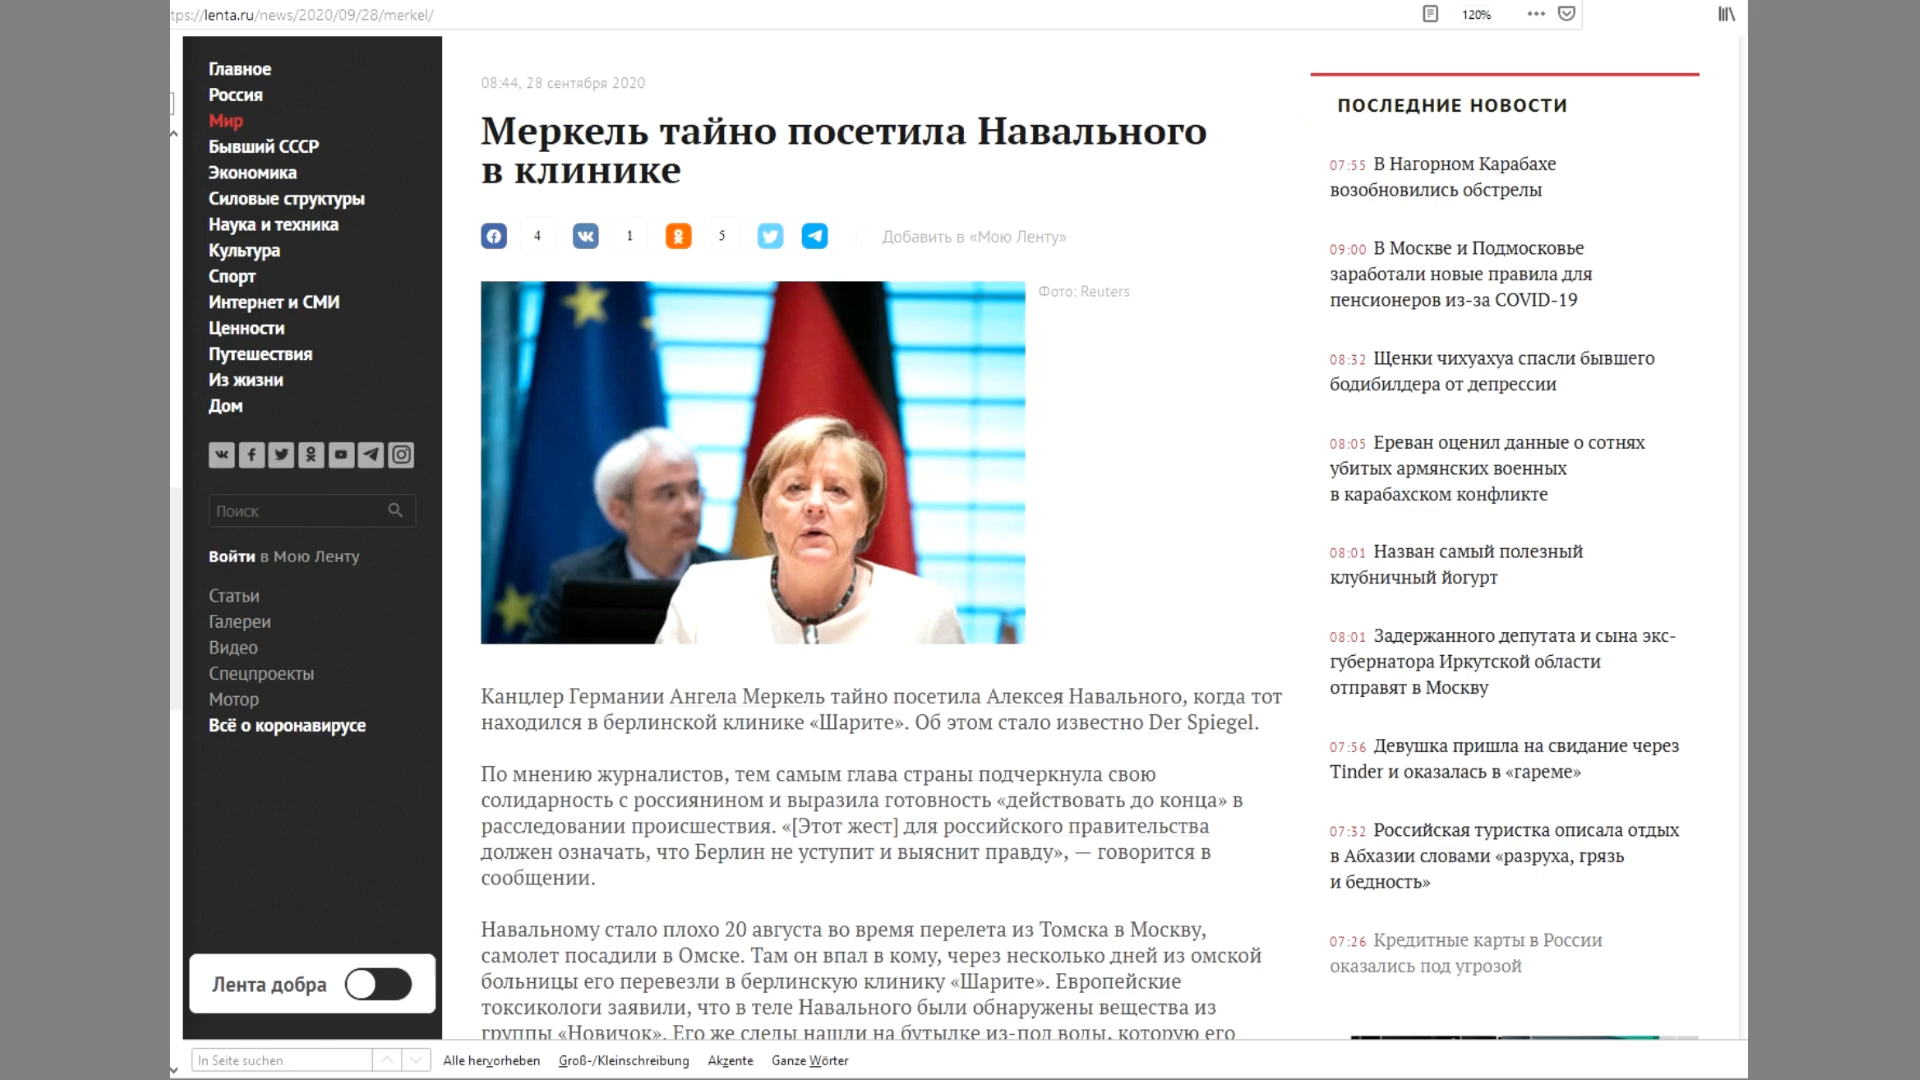 tps://lenta.ru/news/2020/09/28/merkel/
120%
Главное
Россия
Мир
Бывший СССР
Экономика
Силовые структуры
Наука и техника
Культура
Спорт
Интернет и СМИ
Ценности
Путешествия
Из жизни
Дом
Поиск
Войти в Мою Ленту
Статьи
Галереи
Видео
Спецпроекты
Мотор
Всё о коронавирусе
Лента добра
08:44, 28 сентября 2020
Меркель тайно посетила Навального
в клинике
4
1
5
Добавить в «Мою Ленту»
Фото: Reuters
Канцлер Германии Ангела Меркель тайно посетила Алексея Навального, когда тот
находился в берлинской клинике «Шарите». Об этом стало известно Der Spiegel.
По мнению журналистов, тем самым глава страны подчеркнула свою
солидарность с россиянином и выразила готовность «действовать до конца» в
расследовании происшествия. «[Этот жест] для российского правительства
должен означать, что Берлин не уступит и выяснит правду», — говорится в
сообщении.
Навальному стало плохо 20 августа во время перелета из Томска в Москву,
самолет посадили в Омске. Там он впал в кому, через несколько дней из омской
больницы его перевезли в берлинскую клинику «Шарите». Европейские
токсикологи заявили, что в теле Навального были обнаружены вещества из
группы «Новичок». Его же следы нашли на бутылке из-под воды, которую его
ПОСЛЕДНИЕ НОВОСТИ
07:55 В Нагорном Карабахе
возобновились обстрелы
09:00 В Москве и Подмосковье
заработали новые правила для
пенсионеров из-за COVID-19
08:32 Щенки чихуахуа спасли бывшего
бодибилдера от депрессии
08:05 Ереван оценил данные о сотнях
убитых армянских военных
в карабахском конфликте
08:01 Назван самый полезный
клубничный йогурт
08:01 Задержанного депутата и сына экс-
губернатора Иркутской области
отправят в Москву
07:56 Девушка пришла на свидание через
Tinder и оказалась в «гареме»
07:32 Российская туристка описала отдых
в Абхазии словами «разруха, грязь
и бедность»
07:26 Кредитные карты в России
оказались под угрозой
In Seite suchen
Alle hervorheben
Groß-/Kleinschreibung
Akzente
Ganze Wörter